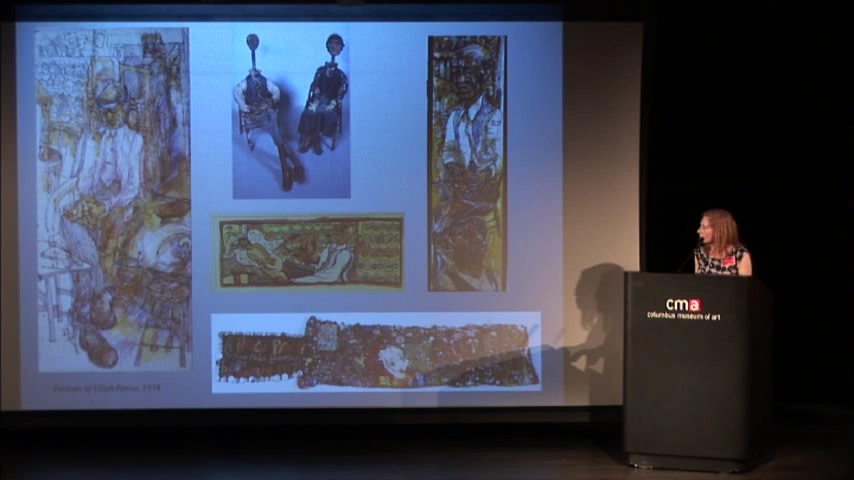 Portrait of Elijah Pierce, 1978
cma
columbus museum of art